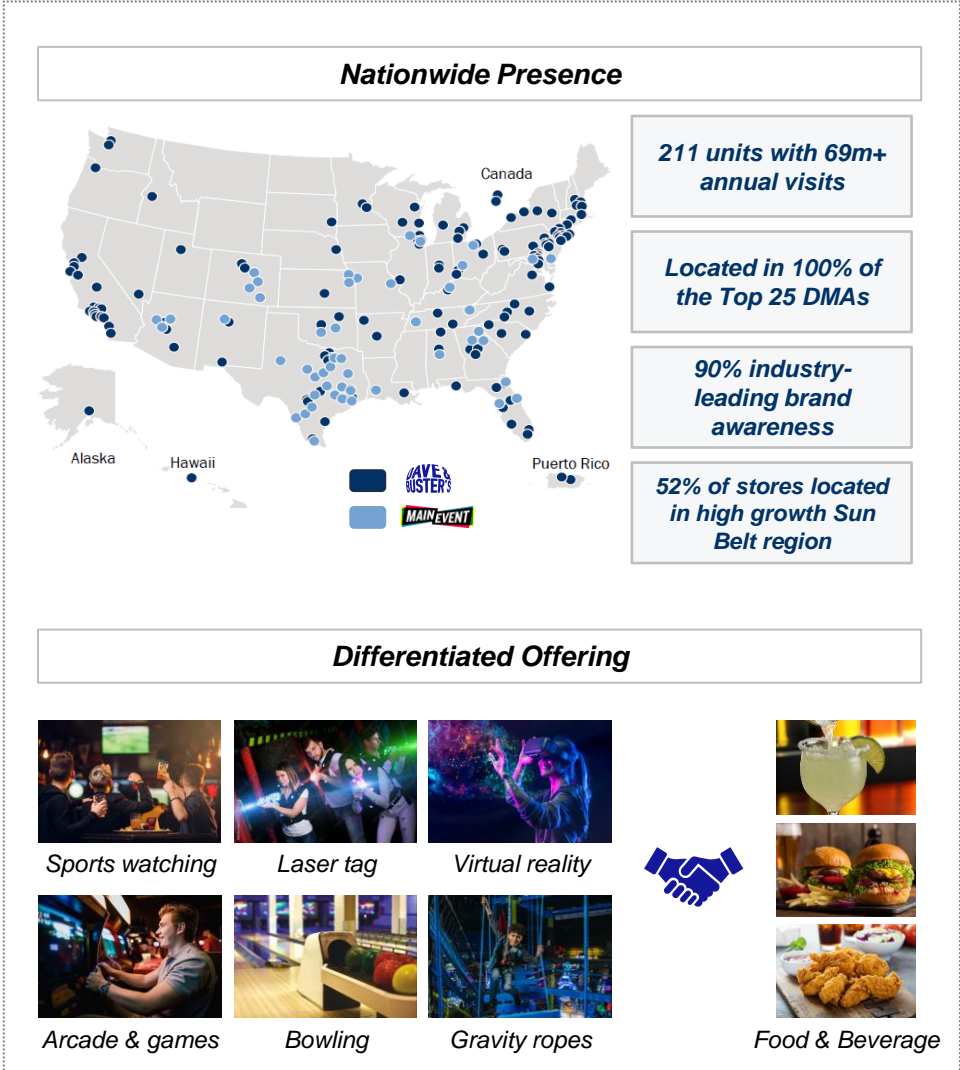 Nationwide Presence
Canada
Alaska
Hawaii
Puerto Rico
DAVE &
BUSTER'S
MAIN EVENT
211 units with 69m+
annual visits
Located in 100% of
the Top 25 DMAs
90% industry-
leading brand
awareness
52% of stores located
in high growth Sun
Belt region
Differentiated Offering
Sports watching
Laser tag
Virtual reality
Arcade & games
Bowling
Gravity ropes
Food & Beverage